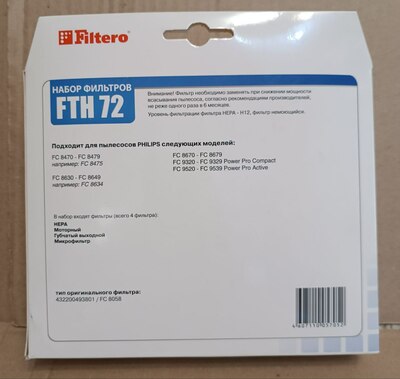 Filtero
НАБОР ФИЛЬТРОВ
FTH 72
Внимание! Фильтр необходимо заменять при снижении мощности
всасывания пылесоса, согласно рекомендациям производителей,
не реже одного раза в 6 месяцев.
Уровень фильтрации фильтра HEPA - H12, фильтр немоющийся.
Подходит для пылесосов PHILIPS следующих моделей:
FC 8470 - FC 8479
например: FC 8475
FC 8630 - FC 8649
например: FC 8634
FC 8670 - FC 8679
FC 9320 - FC 9329 Power Pro Compact
FC 9520 - FC 9539 Power Pro Active
В набор входят фильтры (всего 4 фильтра):
HEPA
Моторный
Губчатый выходной
Микрофильтр
тип оригинального фильтра:
432200493801 / FC 8058
4607110057052